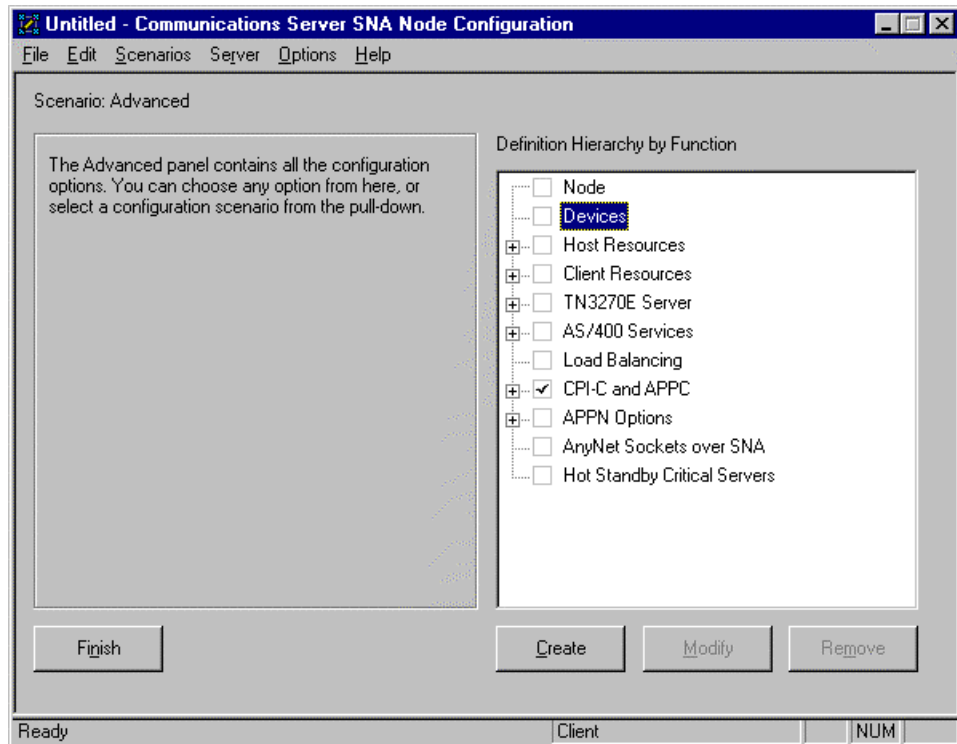 Untitled - Communications Server SNA Node Configuration
File Edit Scenarios Server Options Help
Scenario: Advanced
The Advanced panel contains all the configuration
options. You can choose any option from here, or
select a configuration scenario from the pull-down.
Definition Hierarchy by Function
Node
Devices
Host Resources
Client Resources
TN3270E Server
AS/400 Services
Load Balancing
CPI-C and APPC
APPN Options
AnyNet Sockets over SNA
Hot Standby Critical Servers
Finish
Create Modify Remove
Ready Client NUM